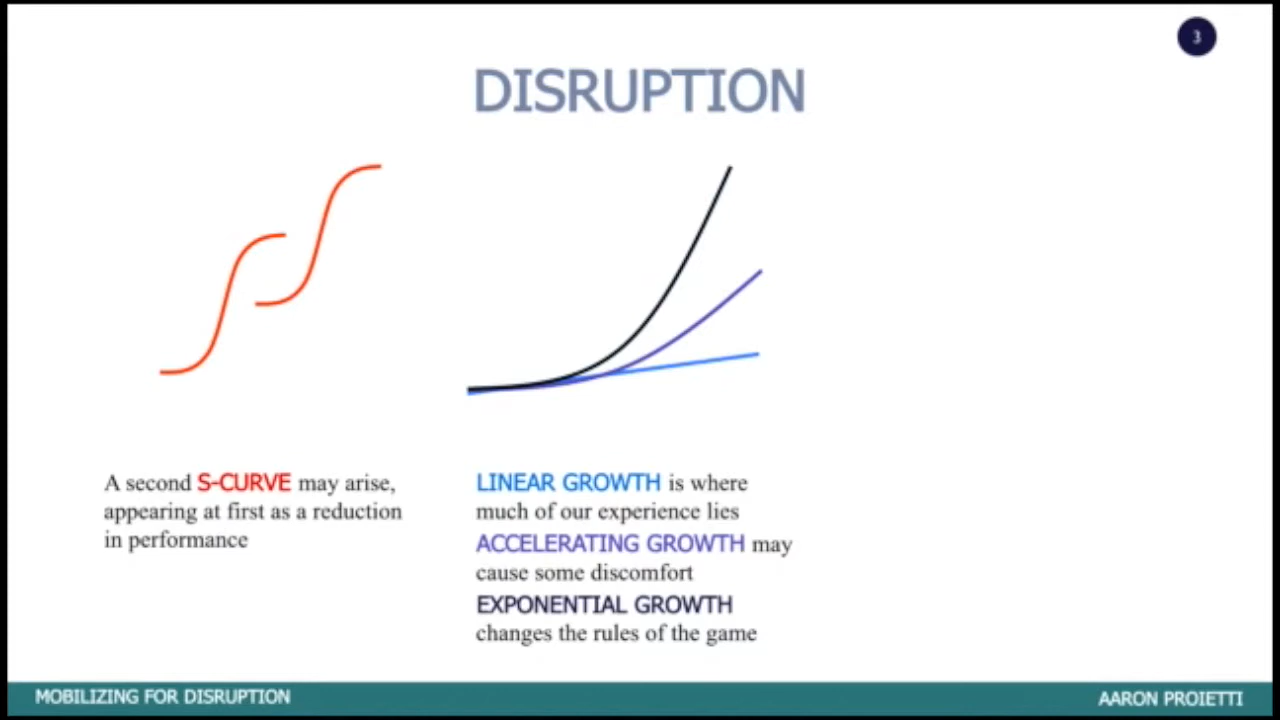 3
DISRUPTION
A second S-CURVE may arise,
appearing at first as a reduction
in performance
LINEAR GROWTH is where
much of our experience lies
ACCELERATING GROWTH may
cause some discomfort
EXPONENTIAL GROWTH
changes the rules of the game
MOBILIZING FOR DISRUPTION
AARON PROIETTI